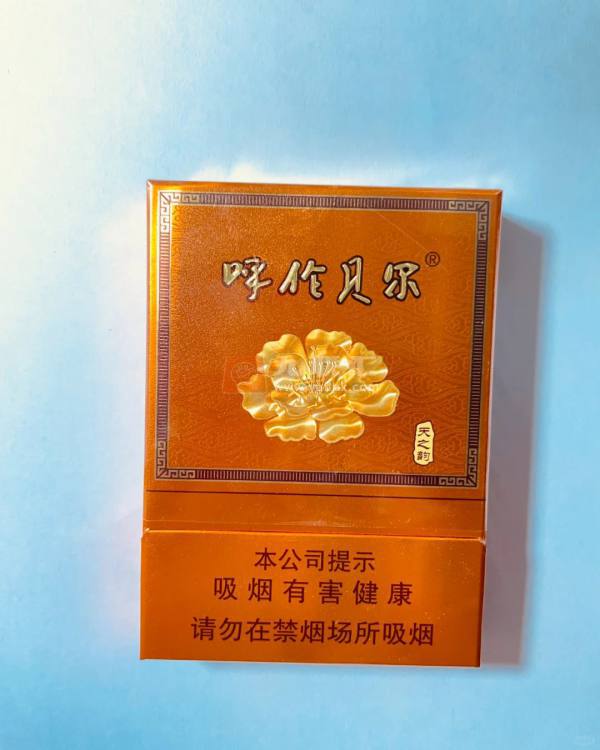 呼伦贝尔®
天之韵
本公司提示
吸烟有害健康
请勿在禁烟场所吸烟